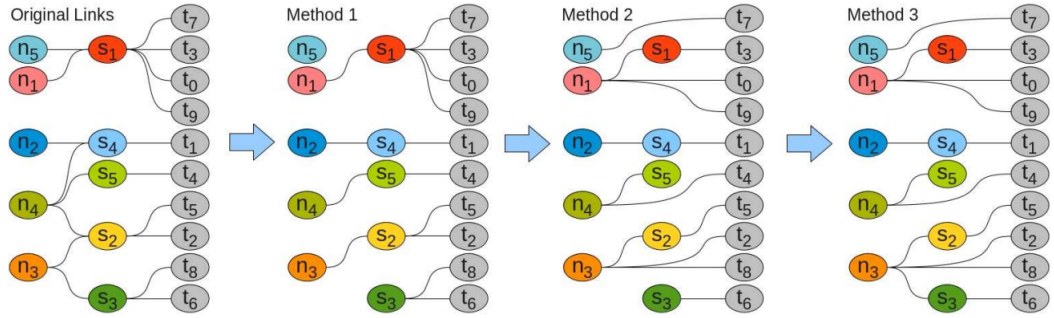 Original Links
n5
n1
n2
n4
n3
s1
s4
s5
s2
s3
t7
t3
t0
t9
t1
t4
t5
t2
t8
t6
Method 1
n5
n1
n2
n4
n3
s1
s4
s5
s2
s3
t7
t3
t0
t9
t1
t4
t5
t2
t8
t6
Method 2
n5
n1
n2
n4
n3
s1
s4
s5
s2
s3
t7
t3
t0
t9
t1
t4
t5
t2
t8
t6
Method 3
n5
n1
n2
n4
n3
s1
s4
s5
s2
s3
t7
t3
t0
t9
t1
t4
t5
t2
t8
t6